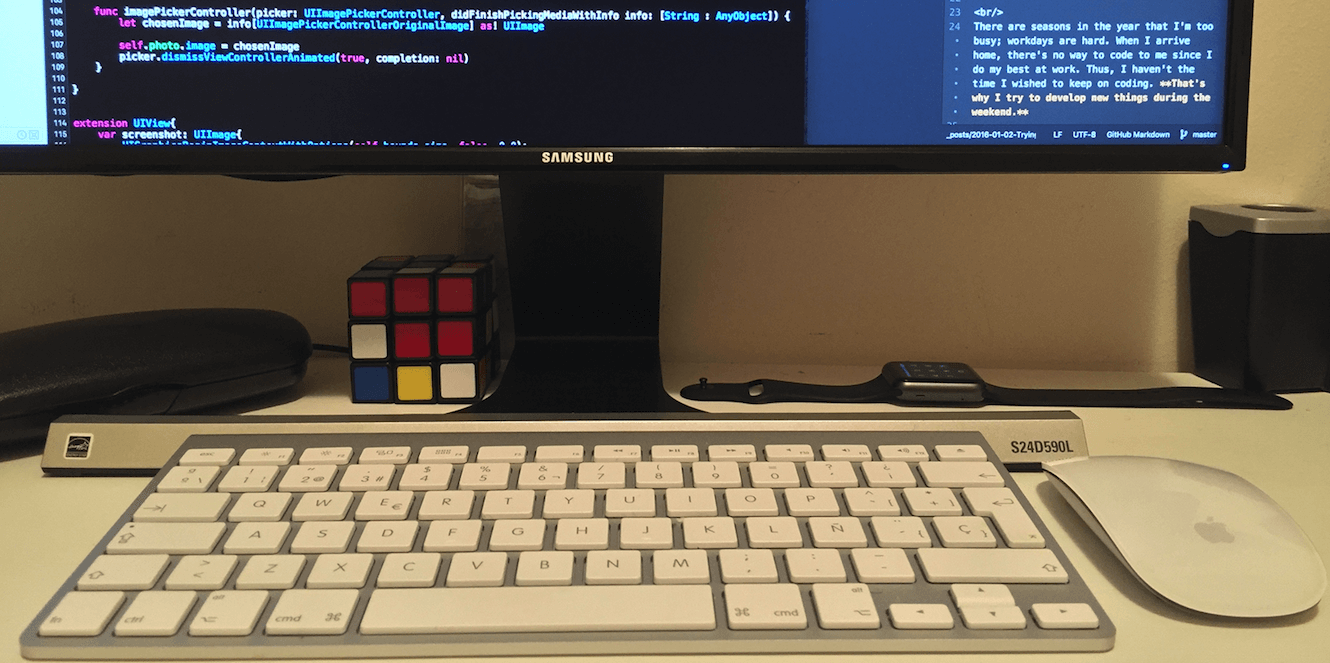 105 func imagePickerController(picker: UIImagePickerController, didFinishPickingMediaWithInfo info: [String : AnyObject]) {
let chosenImage = info[UIImagePickerControllerOriginalImage] as! UIImage
106
107 self.photo.image = chosenImage
108 picker.dismissViewControllerAnimated(true, completion: nil)
109 }
110
111 }
112
113
114 extension UIView{
115 var screenshot: UIImage{
23 <br/>
24 There are seasons in the year that I'm too
busy; workdays are hard. When I arrive
home, there's no way to code to me since I
do my best at work. Thus, I haven't the
time I wished to keep on coding. **That's
why I try to develop new things during the
weekend.**
_posts/2016-01-02-Tryin LF UTF-8 GitHub Markdown master
SAMSUNG
S24D590L
esc
1 2 @ 3 # 4 5 6 7 8 9 0
Q W E € R T Y U I O P
A S D F G H J K L Ñ Ç
Z X C V B N M
fn ctrl alt cmd cmd alt